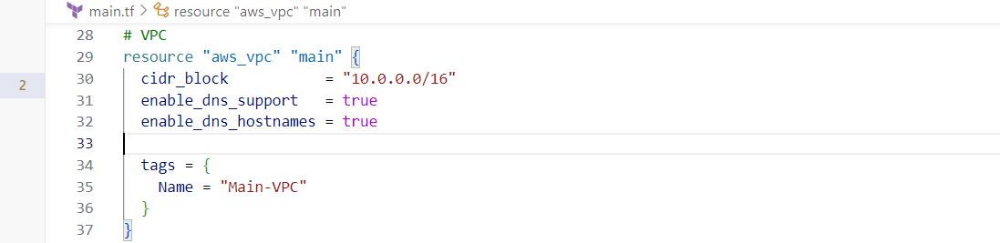 main.tf > resource "aws_vpc" "main"
2
28 # VPC
29 resource "aws_vpc" "main" {
30   cidr_block           = "10.0.0.0/16"
31   enable_dns_support   = true
32   enable_dns_hostnames = true
33
34   tags = {
35     Name = "Main-VPC"
36   }
37 }